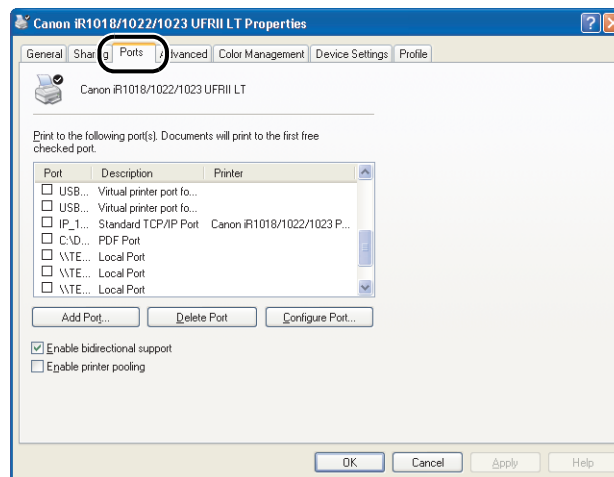 Canon iR1018/1022/1023 UFRII LT Properties
General Sharing Ports Advanced Color Management Device Settings Profile
Canon iR1018/1022/1023 UFRII LT
Print to the following port(s). Documents will print to the first free
checked port.
Port Description Printer
USB... Virtual printer port fo...
USB... Virtual printer port fo...
IP_1... Standard TCP/IP Port Canon iR1018/1022/1023 P...
C:\D... PDF Port
\\TE... Local Port
\\TE... Local Port
\\TE... Local Port
Add Port... Delete Port Configure Port...
Enable bidirectional support
Enable printer pooling
OK Cancel Apply Help